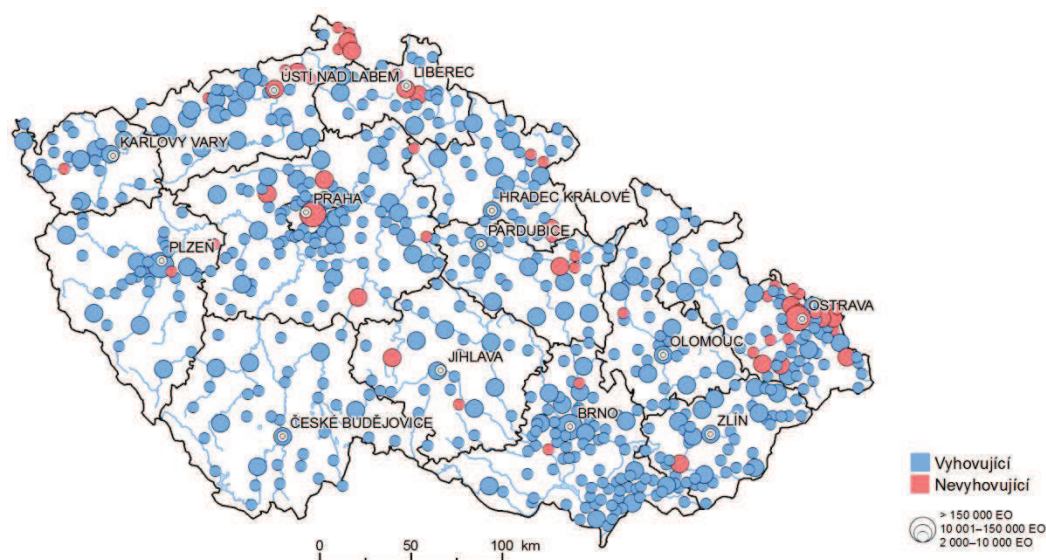 ÚSTÍ NAD LABEM
LIBEREC
KARLOVY VARY
PRAHA
HRADEC KRÁLOVÉ
PARDUBICE
PLZEŇ
OSTRAVA
OLOMOUC
JIHLAVA
BRNO
ZLÍN
ČESKÉ BUDĚJOVICE
Vyhovující
Nevyhovující
> 150 000 EO
10 001–150 000 EO
2 000–10 000 EO
0 50 100 km